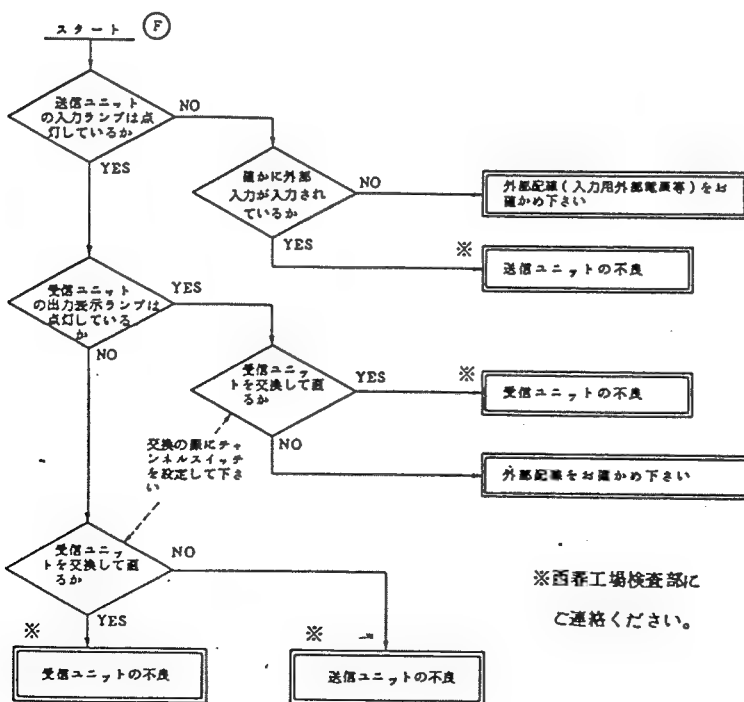 スタート Ⓕ
送信ユニット
の入力ランプは点
灯しているか
NO
YES
確かに外部
入力が入力され
ているか
NO
外部配線(入力用外部電源等)をお
確かめ下さい
YES
※
送信ユニットの不良
受信ユニット
の出力表示ランプは
点灯している
か
YES
NO
受信ユニッ
トを交換して直
るか
YES
※
受信ユニットの不良
NO
外部配線をお確かめ下さい
交換の際にチャ
ンネルスイッチ
を設定して下さ
い
受信ユニッ
トを交換して直
るか
NO
YES
※
受信ユニットの不良
※
送信ユニットの不良
※酉春工場検査部に
ご連絡ください。